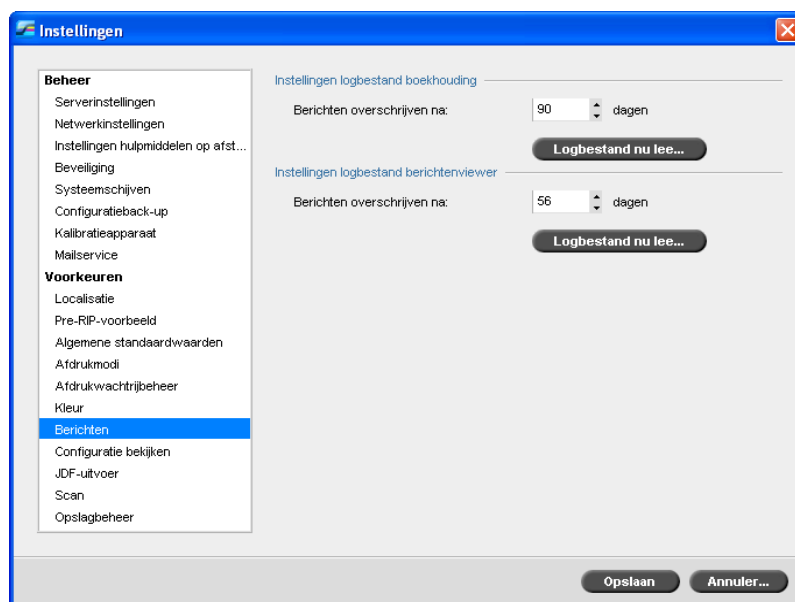 Instellingen
Beheer
Serverinstellingen
Netwerkinstellingen
Instellingen hulpmiddelen op afst...
Beveiliging
Systeemschijven
Configuratieback-up
Kalibratieapparaat
Mailservice
Voorkeuren
Localisatie
Pre-RIP-voorbeeld
Algemene standaardwaarden
Afdrukmodi
Afdrukwachtrijbeheer
Kleur
Berichten
Configuratie bekijken
JDF-uitvoer
Scan
Opslagbeheer
Instellingen logbestand boekhouding
Berichten overschrijven na: 90 dagen
Logbestand nu lee...
Instellingen logbestand berichtenviewer
Berichten overschrijven na: 56 dagen
Logbestand nu lee...
Opslaan Annuler...